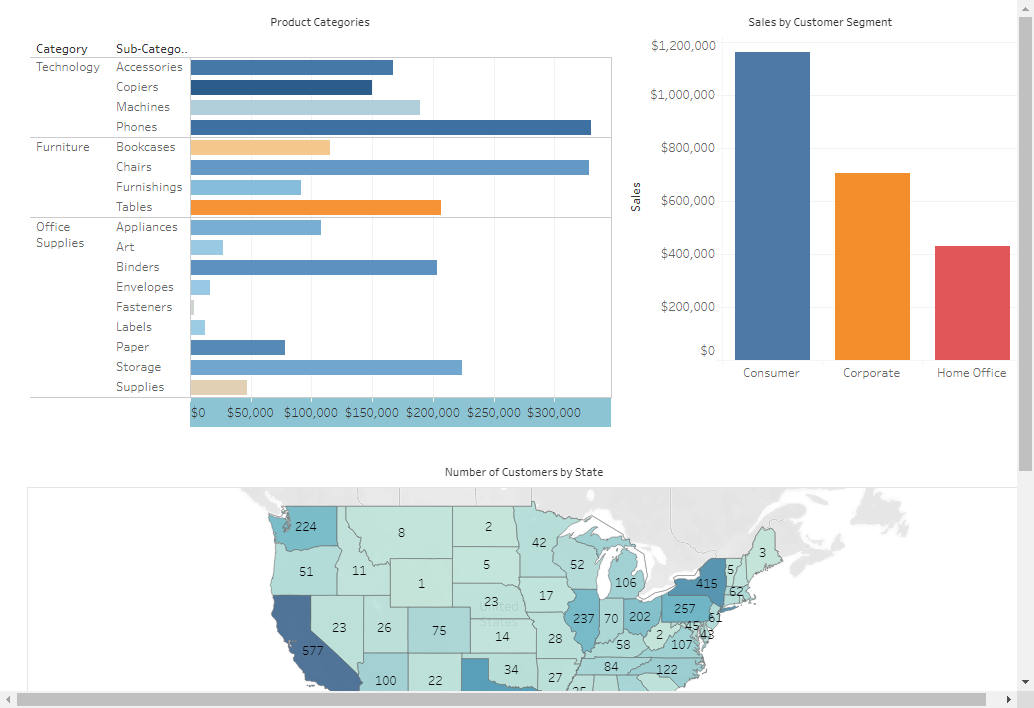 Product Categories
Sales by Customer Segment
Category Sub-Catego..
Technology Accessories
Copiers
Machines
Phones
Furniture Bookcases
Chairs
Furnishings
Tables
Office Supplies Appliances
Art
Binders
Envelopes
Fasteners
Labels
Paper
Storage
Supplies
$0 $50,000 $100,000 $150,000 $200,000 $250,000 $300,000
Sales
$1,200,000
$1,000,000
$800,000
$600,000
$400,000
$200,000
$0
Consumer Corporate Home Office
Number of Customers by State
224 8 2 42 3
51 11 1 5 52 106 415 5 62
23 17 237 70 202 257 61
United States
577 23 26 75 14 28 58 2 45 43 107
100 22 34 27 84 122